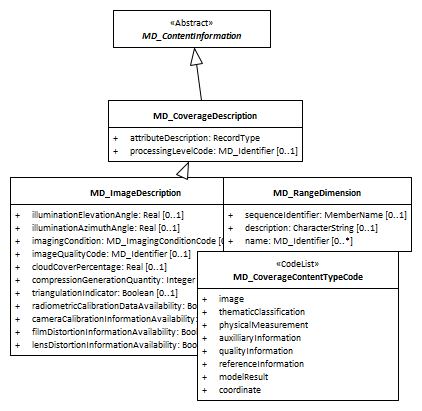 «Abstract»
MD_ContentInformation
MD_CoverageDescription
+ attributeDescription: RecordType
+ processingLevelCode: MD_Identifier [0..1]
MD_ImageDescription
+ illuminationElevationAngle: Real [0..1]
+ illuminationAzimuthAngle: Real [0..1]
+ imagingCondition: MD_ImagingConditionCode [0
+ imageQualityCode: MD_Identifier [0..1]
+ cloudCoverPercentage: Real [0..1]
+ compressionGenerationQuantity: Integer
+ triangulationIndicator: Boolean [0..1]
+ radiometricCalibrationDataAvailability: Bo
+ cameraCalibrationInformationAvailability:
+ filmDistortionInformationAvailability: Boo
+ lensDistortionInformationAvailability: Boo
MD_RangeDimension
+ sequenceIdentifier: MemberName [0..1]
+ description: CharacterString [0..1]
+ name: MD_Identifier [0..*]
«CodeList»
MD_CoverageContentTypeCode
+ image
+ thematicClassification
+ physicalMeasurement
+ auxilliaryInformation
+ qualityInformation
+ referenceInformation
+ modelResult
+ coordinate